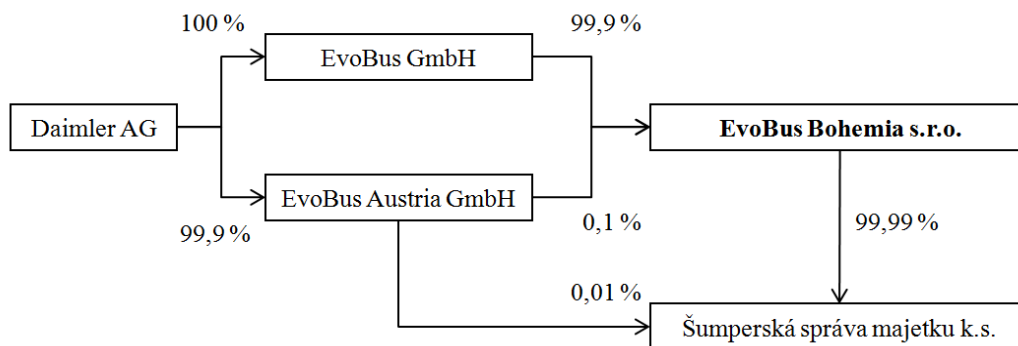 100 %
99,9 %
EvoBus GmbH
Daimler AG
EvoBus Bohemia s.r.o.
EvoBus Austria GmbH
99,9 %
0,1 %
99,99 %
0,01 %
Šumperská správa majetku k.s.